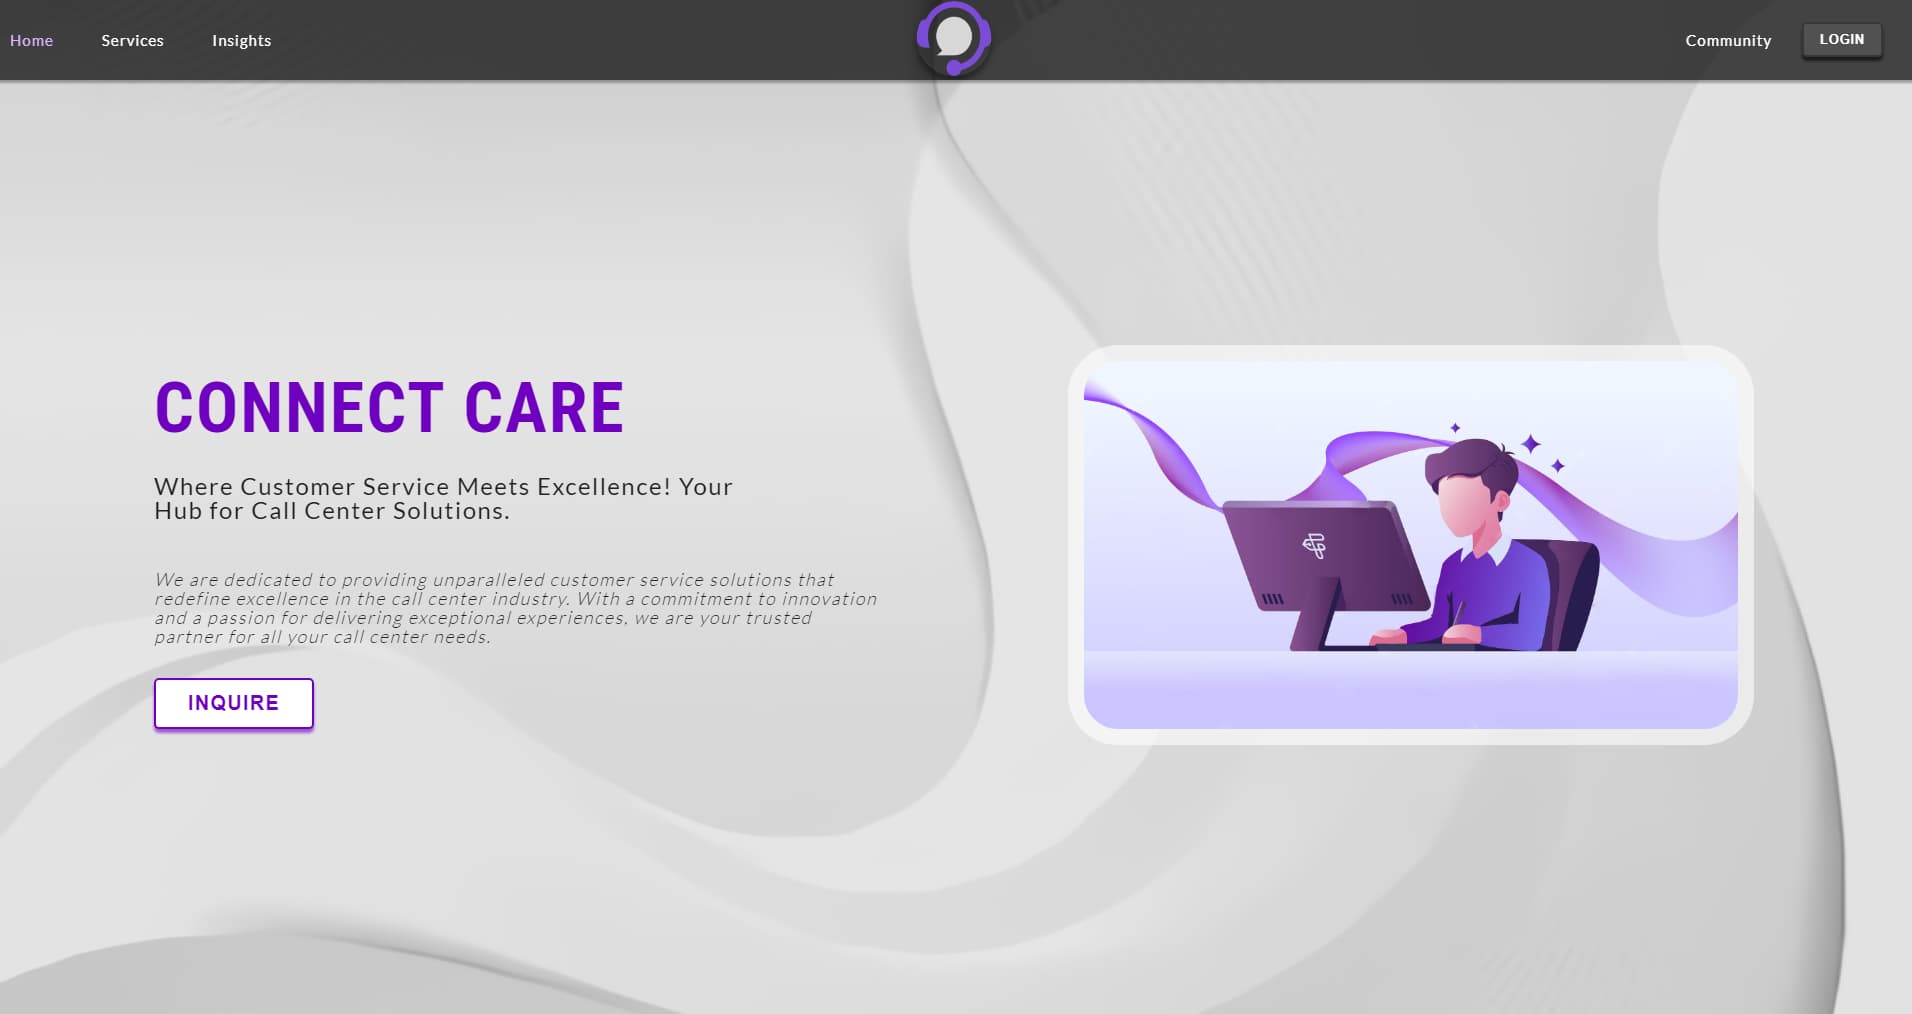 Home
Services
Insights
Community
LOGIN
CONNECT CARE
Where Customer Service Meets Excellence! Your
Hub for Call Center Solutions.
We are dedicated to providing unparalleled customer service solutions that
redefine excellence in the call center industry. With a commitment to innovation
and a passion for delivering exceptional experiences, we are your trusted
partner for all your call center needs.
INQUIRE